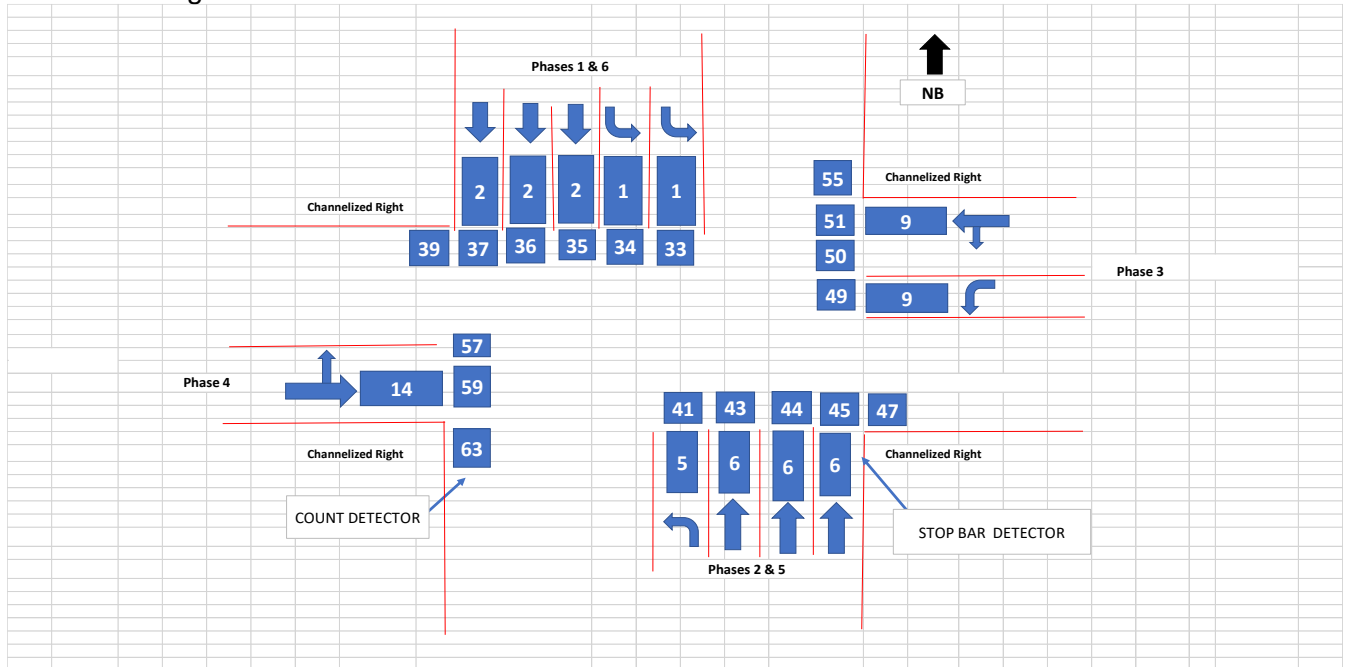 g
Phases 1 & 6
NB
2 2 2 1 1
55
Channelized Right
Channelized Right
51 9
39 37 36 35 34 33
50
Phase 3
49 9
57
Phase 4
14 59
41 43 44 45 47
63
Channelized Right
5 6 6 6
Channelized Right
COUNT DETECTOR
STOP BAR DETECTOR
Phases 2 & 5